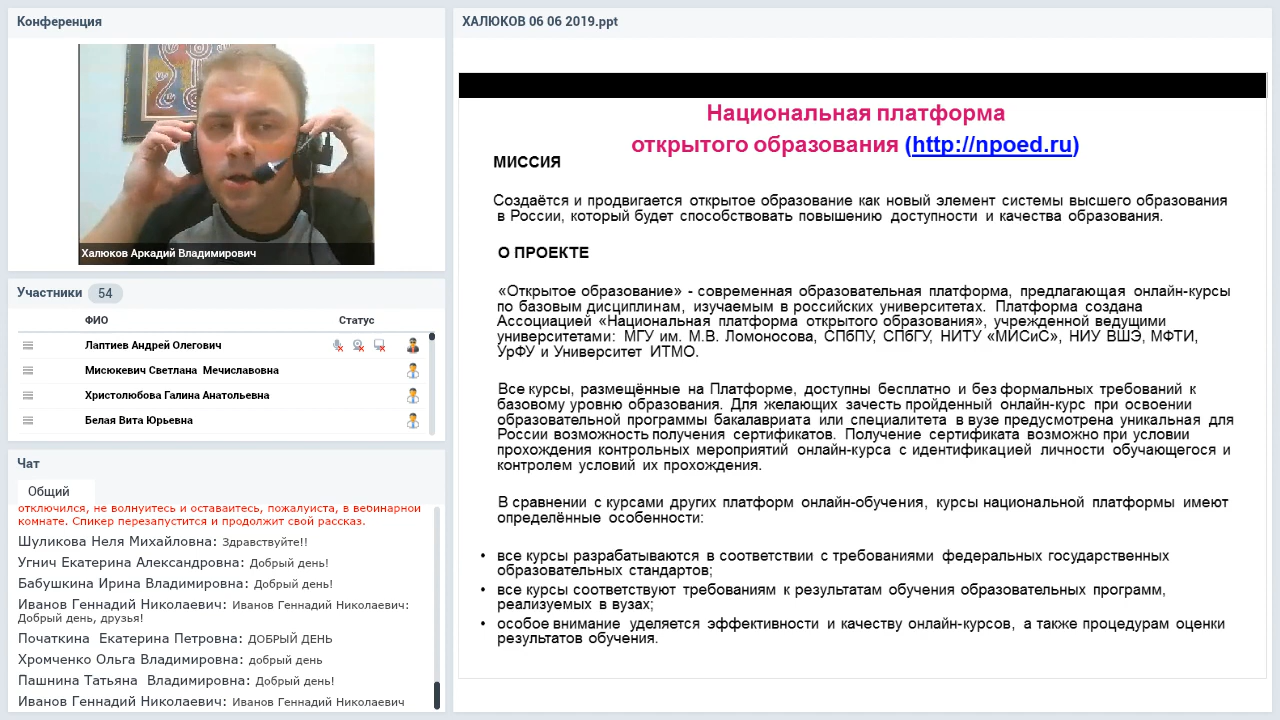 Конференция
Халюков Аркадий Владимирович
Участники 54
ФИО Статус
Лаптиев Андрей Олегович
Мисюкевич Светлана Мечиславовна
Христолюбова Галина Анатольевна
Белая Вита Юрьевна
Чат
Общий
отключился, не волнуйтесь и оставайтесь, пожалуйста, в вебинарной
комнате. Спикер перезапустится и продолжит свой рассказ.
Шуликова Неля Михайловна: Здравствуйте!!
Угнич Екатерина Александровна: Добрый день!
Бабушкина Ирина Владимировна: Добрый день!
Иванов Геннадий Николаевич: Иванов Геннадий Николаевич:
Добрый день, друзья!
Початкина Екатерина Петровна: ДОБРЫЙ ДЕНЬ
Хромченко Ольга Владимировна: добрый день
Пашнина Татьяна Владимировна: Добрый день!
Иванов Геннадий Николаевич: Иванов Геннадий Николаевич
ХАЛЮКОВ 06 06 2019.ppt
Национальная платформа
открытого образования (http://npoed.ru)
МИССИЯ
Создаётся и продвигается открытое образование как новый элемент системы высшего образования
в России, который будет способствовать повышению доступности и качества образования.
О ПРОЕКТЕ
«Открытое образование» - современная образовательная платформа, предлагающая онлайн-курсы
по базовым дисциплинам, изучаемым в российских университетах. Платформа создана
Ассоциацией «Национальная платформа открытого образования», учрежденной ведущими
университетами: МГУ им. М.В. Ломоносова, СПбПУ, СПбГУ, НИТУ «МИСиС», НИУ ВШЭ, МФТИ,
УрФУ и Университет ИТМО.
Все курсы, размещённые на Платформе, доступны бесплатно и без формальных требований к
базовому уровню образования. Для желающих зачесть пройденный онлайн-курс при освоении
образовательной программы бакалавриата или специалитета в вузе предусмотрена уникальная для
России возможность получения сертификатов. Получение сертификата возможно при условии
прохождения контрольных мероприятий онлайн-курса с идентификацией личности обучающегося и
контролем условий их прохождения.
В сравнении с курсами других платформ онлайн-обучения, курсы национальной платформы имеют
определённые особенности:
• все курсы разрабатываются в соответствии с требованиями федеральных государственных
образовательных стандартов;
• все курсы соответствуют требованиям к результатам обучения образовательных программ,
реализуемых в вузах;
• особое внимание уделяется эффективности и качеству онлайн-курсов, а также процедурам оценки
результатов обучения.